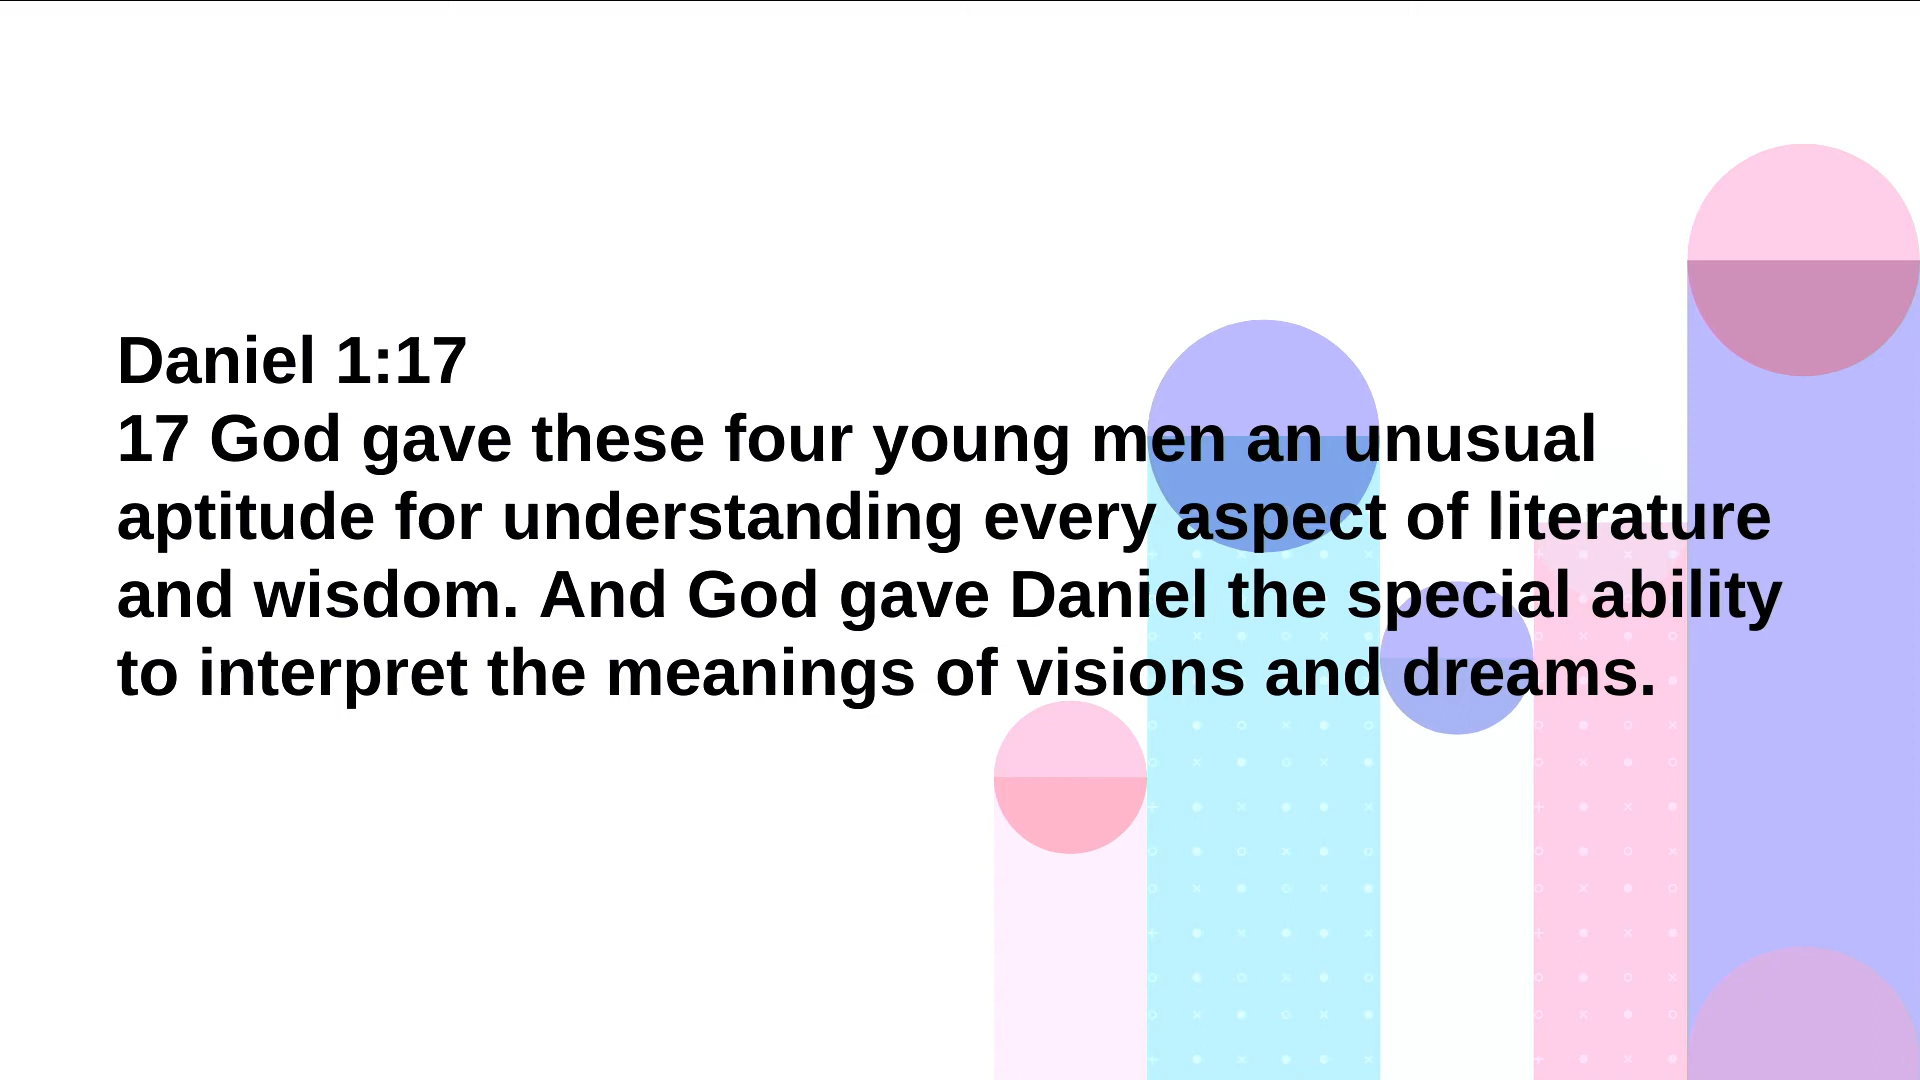 Daniel 1:17
17 God gave these four young men an unusual
aptitude for understanding every aspect of literature
and wisdom. And God gave Daniel the special ability
to interpret the meanings of visions and dreams.